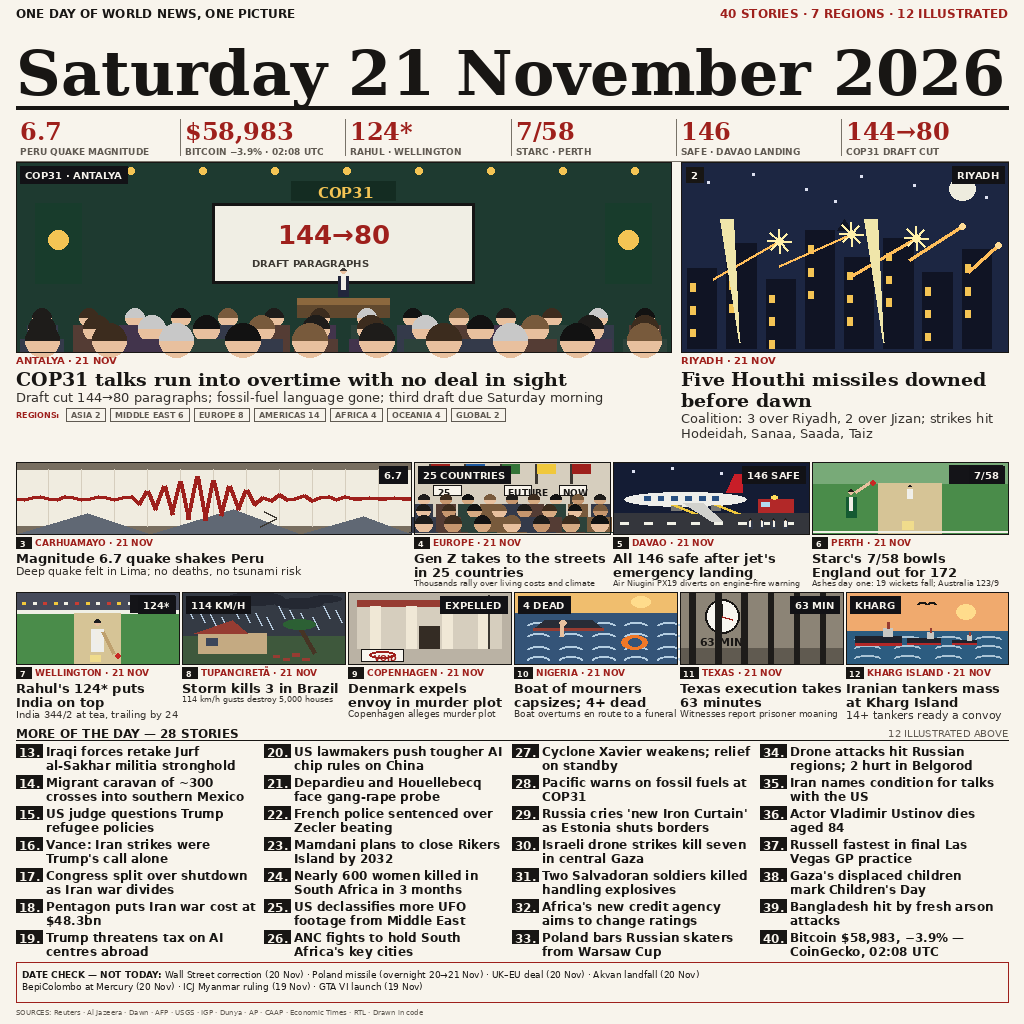 ONE DAY OF WORLD NEWS, ONE PICTURE
40 STORIES · 7 REGIONS · 12 ILLUSTRATED
Saturday 21 November 2026
6.7
PERU QUAKE MAGNITUDE
$58,983
BITCOIN −3.9% · 02:08 UTC
124*
RAHUL · WELLINGTON
7/58
STARC · PERTH
146
SAFE · DAVAO LANDING
144→80
COP31 DRAFT CUT
COP31 · ANTALYA
COP31
144→80
DRAFT PARAGRAPHS
ANTALYA · 21 NOV
COP31 talks run into overtime with no deal in sight
Draft cut 144→80 paragraphs; fossil-fuel language gone; third draft due Saturday morning
REGIONS: ASIA 2 MIDDLE EAST 6 EUROPE 8 AMERICAS 14 AFRICA 4 OCEANIA 4 GLOBAL 2
2
RIYADH
RIYADH · 21 NOV
Five Houthi missiles downed
before dawn
Coalition: 3 over Riyadh, 2 over Jizan; strikes hit
Hodeidah, Sanaa, Saada, Taiz
6.7
3 CARHUAMAYO · 21 NOV
Magnitude 6.7 quake shakes Peru
Deep quake felt in Lima; no deaths, no tsunami risk
25 COUNTRIES
25 FUTURE NOW
4 EUROPE · 21 NOV
Gen Z takes to the streets
in 25 countries
Thousands rally over living costs and climate
146 SAFE
5 DAVAO · 21 NOV
All 146 safe after jet's
emergency landing
Air Niugini PX19 diverts on engine-fire warning
7/58
6 PERTH · 21 NOV
Starc's 7/58 bowls
England out for 172
Ashes day one: 19 wickets fall; Australia 123/9
124*
7 WELLINGTON · 21 NOV
Rahul's 124* puts
India on top
India 344/2 at tea, trailing by 24
114 KM/H
8 TUPANCIRETÃ · 21 NOV
Storm kills 3 in Brazil
114 km/h gusts destroy 5,000 houses
EXPELLED
VOID
9 COPENHAGEN · 21 NOV
Denmark expels
envoy in murder plot
Copenhagen alleges murder plot
4 DEAD
10 NIGERIA · 21 NOV
Boat of mourners
capsizes; 4+ dead
Boat overturns en route to a funeral
63 MIN
63 MIN
11 TEXAS · 21 NOV
Texas execution takes
63 minutes
Witnesses report prisoner moaning
KHARG
12 KHARG ISLAND · 21 NOV
Iranian tankers mass
at Kharg Island
14+ tankers ready a convoy
MORE OF THE DAY — 28 STORIES
12 ILLUSTRATED ABOVE
13. Iraqi forces retake Jurf
al-Sakhar militia stronghold
14. Migrant caravan of ~300
crosses into southern Mexico
15. US judge questions Trump
refugee policies
16. Vance: Iran strikes were
Trump's call alone
17. Congress split over shutdown
as Iran war divides
18. Pentagon puts Iran war cost at
$48.3bn
19. Trump threatens tax on AI
centres abroad
20. US lawmakers push tougher AI
chip rules on China
21. Depardieu and Houellebecq
face gang-rape probe
22. French police sentenced over
Zecler beating
23. Mamdani plans to close Rikers
Island by 2032
24. Nearly 600 women killed in
South Africa in 3 months
25. US declassifies more UFO
footage from Middle East
26. ANC fights to hold South
Africa's key cities
27. Cyclone Xavier weakens; relief
on standby
28. Pacific warns on fossil fuels at
COP31
29. Russia cries 'new Iron Curtain'
as Estonia shuts borders
30. Israeli drone strikes kill seven
in central Gaza
31. Two Salvadoran soldiers killed
handling explosives
32. Africa's new credit agency
aims to change ratings
33. Poland bars Russian skaters
from Warsaw Cup
34. Drone attacks hit Russian
regions; 2 hurt in Belgorod
35. Iran names condition for talks
with the US
36. Actor Vladimir Ustinov dies
aged 84
37. Russell fastest in final Las
Vegas GP practice
38. Gaza's displaced children
mark Children's Day
39. Bangladesh hit by fresh arson
attacks
40. Bitcoin $58,983, −3.9% —
CoinGecko, 02:08 UTC
DATE CHECK — NOT TODAY: Wall Street correction (20 Nov) · Poland missile (overnight 20→21 Nov) · UK–EU deal (20 Nov) · Akvan landfall (20 Nov)
BepiColombo at Mercury (20 Nov) · ICJ Myanmar ruling (19 Nov) · GTA VI launch (19 Nov)
SOURCES: Reuters · Al Jazeera · Dawn · AFP · USGS · IGP · Dunya · AP · CAAP · Economic Times · RTL · Drawn in code